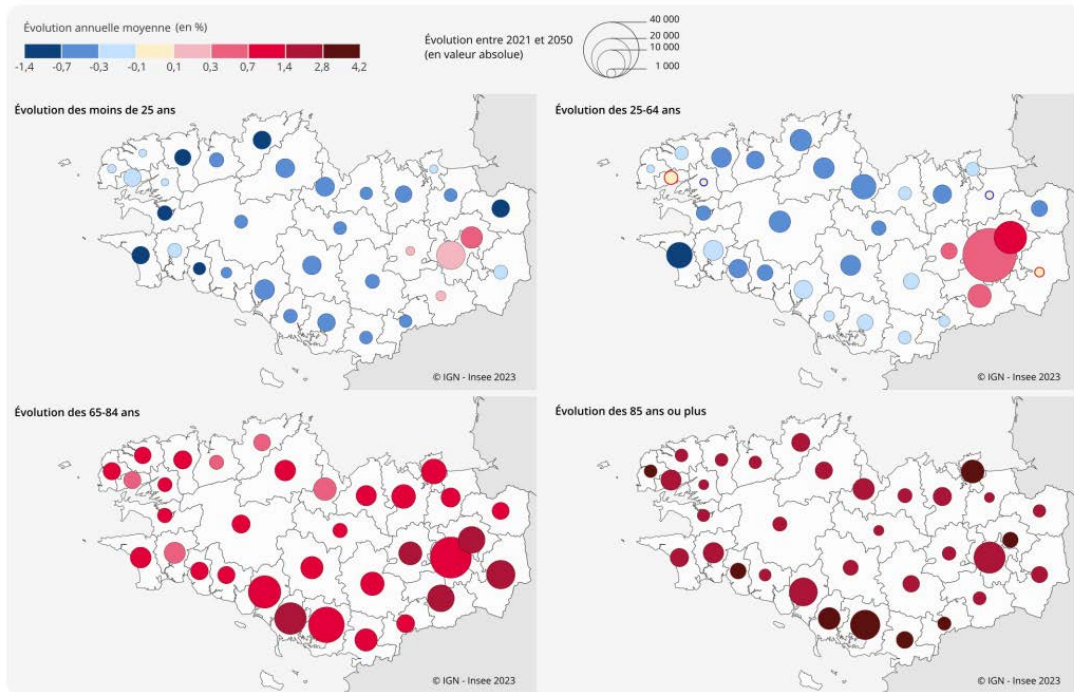 Évolution annuelle moyenne (en %)
-1,4 -0,7 -0,3 -0,1 0,1 0,3 0,7 1,4 2,8 4,2
Évolution entre 2021 et 2050
(en valeur absolue)
40 000
20 000
10 000
1 000
Évolution des moins de 25 ans
© IGN - Insee 2023
Évolution des 25-64 ans
© IGN - Insee 2023
Évolution des 65-84 ans
© IGN - Insee 2023
Évolution des 85 ans ou plus
© IGN - Insee 2023